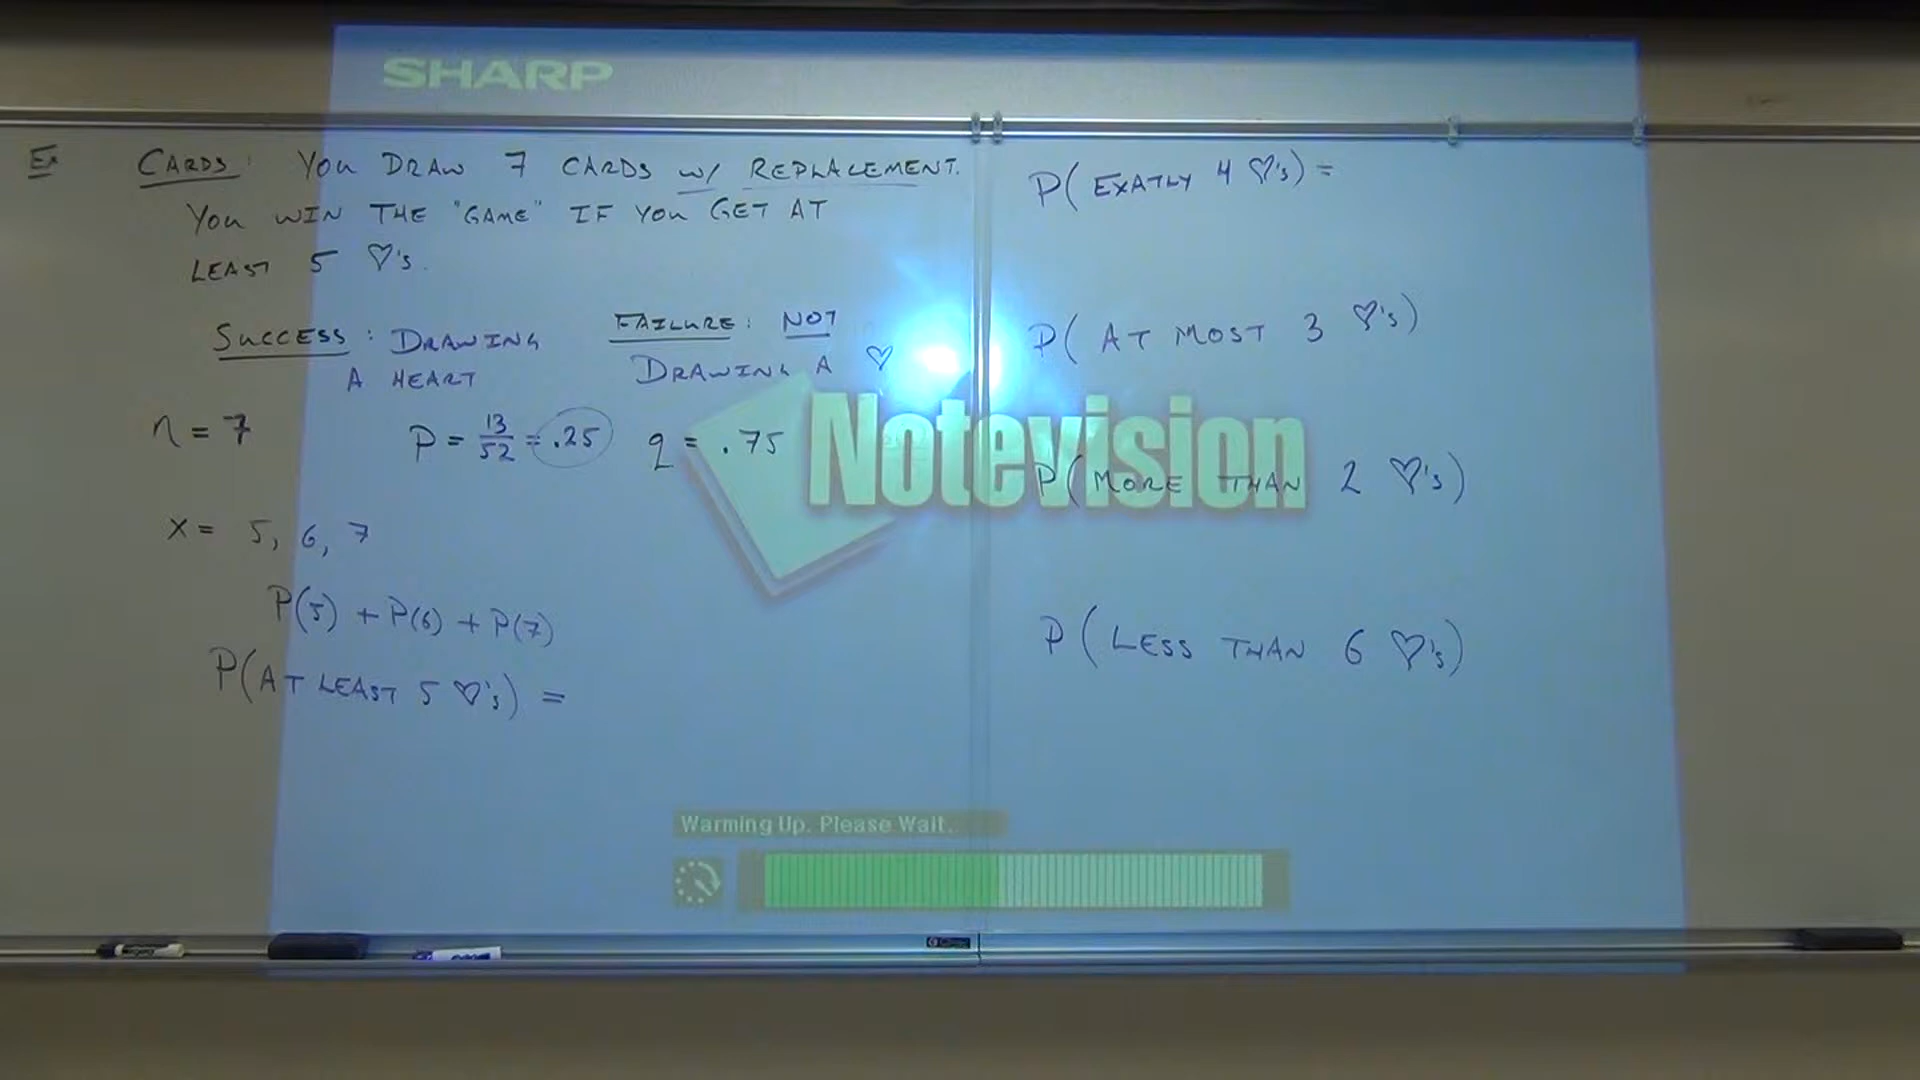 SHARP
Ex CARDS: YOU DRAW 7 CARDS w/ REPLACEMENT.
YOU WIN THE "GAME" IF YOU GET AT
LEAST 5 ♡'s.
SUCCESS: DRAWING
A HEART
FAILURE: NOT
DRAWING A ♡
n = 7
P = 13/52 = .25
q = .75
x = 5, 6, 7
P(5) + P(6) + P(7)
P(AT LEAST 5 ♡'s) =
P(EXATLY 4 ♡'s) =
P(AT MOST 3 ♡'s)
P(MORE THAN 2 ♡'s)
P(LESS THAN 6 ♡'s)
Notevision
Warming Up. Please Wait.